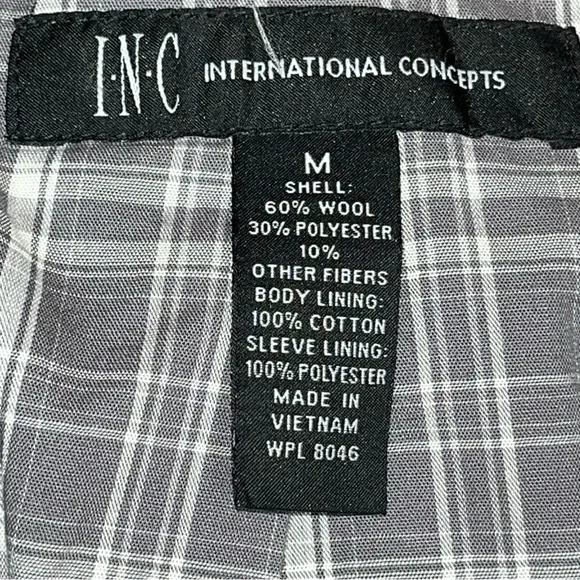 I·N·C INTERNATIONAL CONCEPTS
M
SHELL:
60% WOOL
30% POLYESTER
10%
OTHER FIBERS
BODY LINING:
100% COTTON
SLEEVE LINING:
100% POLYESTER
MADE IN
VIETNAM
WPL 8046